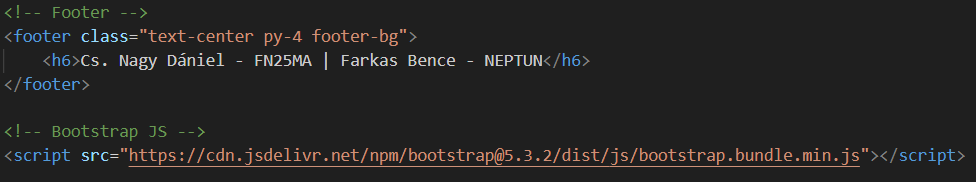 <!-- Footer -->
<footer class="text-center py-4 footer-bg">
<h6>Cs. Nagy Dániel - FN25MA | Farkas Bence - NEPTUN</h6>
</footer>
<!-- Bootstrap JS -->
<script src="https://cdn.jsdelivr.net/npm/bootstrap@5.3.2/dist/js/bootstrap.bundle.min.js"></script>